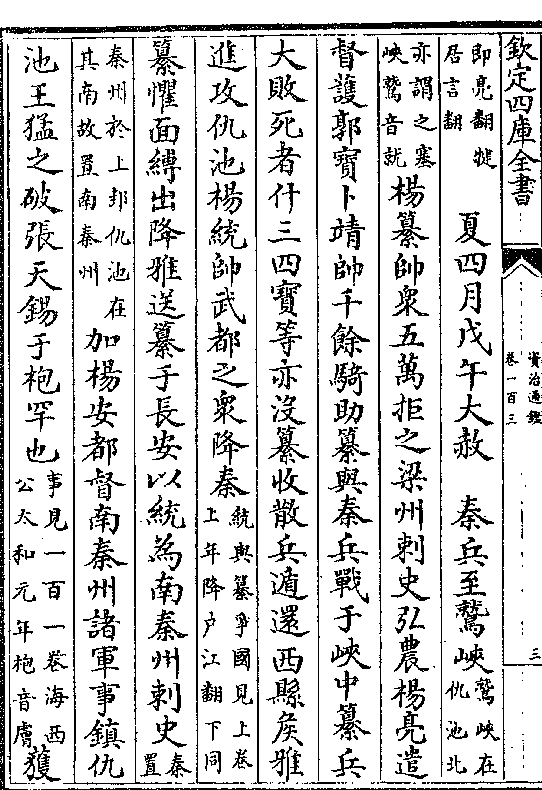 欽定四庫全書
資治通鑑
卷一百三
三
即亮翻犍居言翻 夏四月戊午大赦 秦兵至鷲峽鷲峽在仇池北
亦謂之塞峽鷲音就楊纂帥衆五萬拒之梁州刺史弘農楊亮遣
督護郭寶卜靖帥千餘騎助纂與秦兵戰于峽中纂兵
大敗死者什三四寶等亦沒纂收散兵遁還西縣侯雅
進攻仇池楊統帥武都之衆降秦統與纂爭國見上卷上年降户江翻下同
纂懼面縛出降雅送纂于長安以統為南秦州刺史秦置
秦州於上邽仇池在其南故置南秦州加楊安都督南秦州諸軍事鎮仇
池王猛之破張天錫于枹罕也事見一百一卷海西公太和元年枹音膚獲